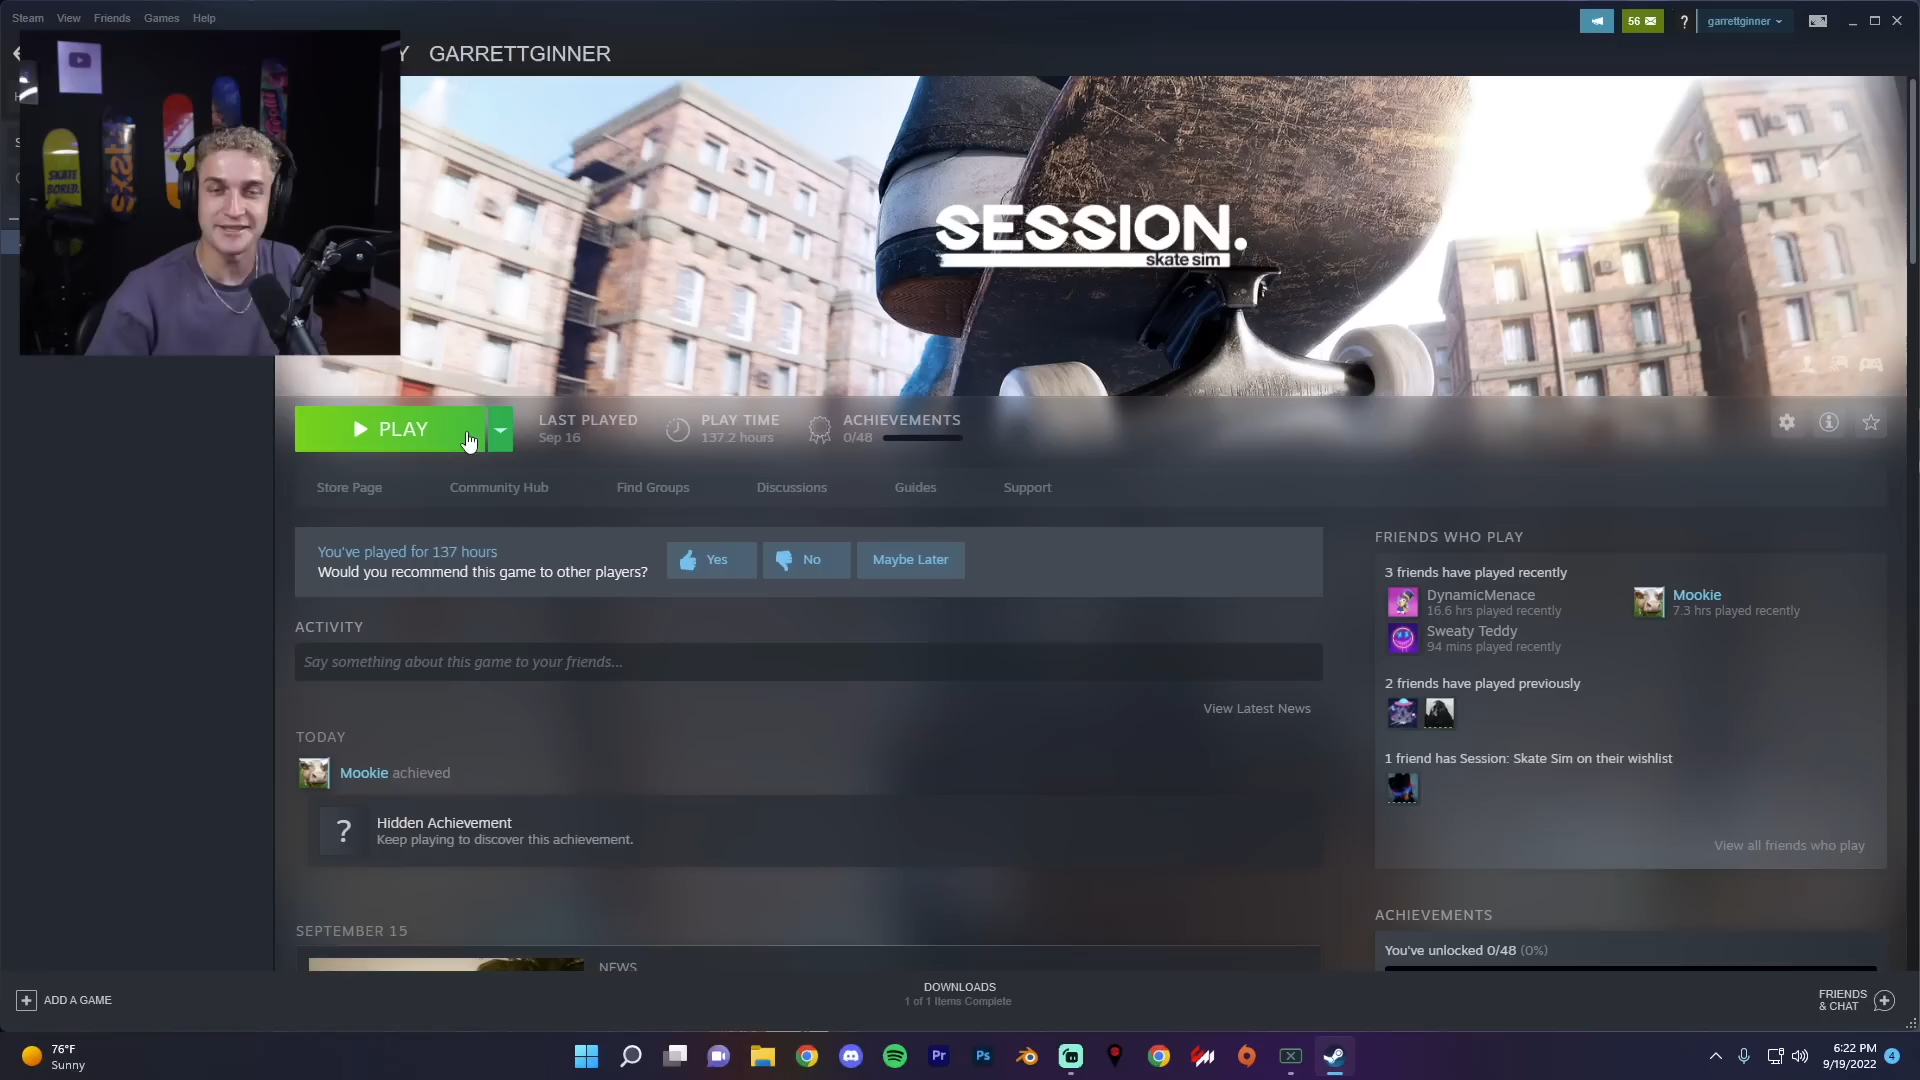 Steam View Friends Games Help
56
?
garrettginner
Y GARRETTGINNER
SKATE
BORED.
skate
SESSION.
skate sim
PLAY
LAST PLAYED
Sep 16
PLAY TIME
137.2 hours
ACHIEVEMENTS
0/48
Store Page Community Hub Find Groups Discussions Guides Support
You've played for 137 hours
Would you recommend this game to other players?
Yes No Maybe Later
ACTIVITY
Say something about this game to your friends...
View Latest News
TODAY
Mookie achieved
?
Hidden Achievement
Keep playing to discover this achievement.
SEPTEMBER 15
NEWS
FRIENDS WHO PLAY
3 friends have played recently
DynamicMenace
16.6 hrs played recently
Mookie
7.3 hrs played recently
Sweaty Teddy
94 mins played recently
2 friends have played previously
1 friend has Session: Skate Sim on their wishlist
View all friends who play
ACHIEVEMENTS
You've unlocked 0/48 (0%)
ADD A GAME
DOWNLOADS
1 of 1 Items Complete
FRIENDS
& CHAT
76°F
Sunny
Pr
Ps
6:22 PM
9/19/2022
4